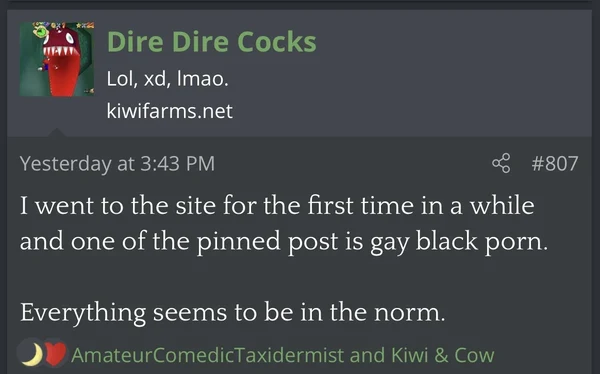 Dire Dire Cocks
Lol, xd, lmao.
kiwifarms.net
Yesterday at 3:43 PM
#807
I went to the site for the first time in a while
and one of the pinned post is gay black porn.
Everything seems to be in the norm.
AmateurComedicTaxidermist and Kiwi & Cow